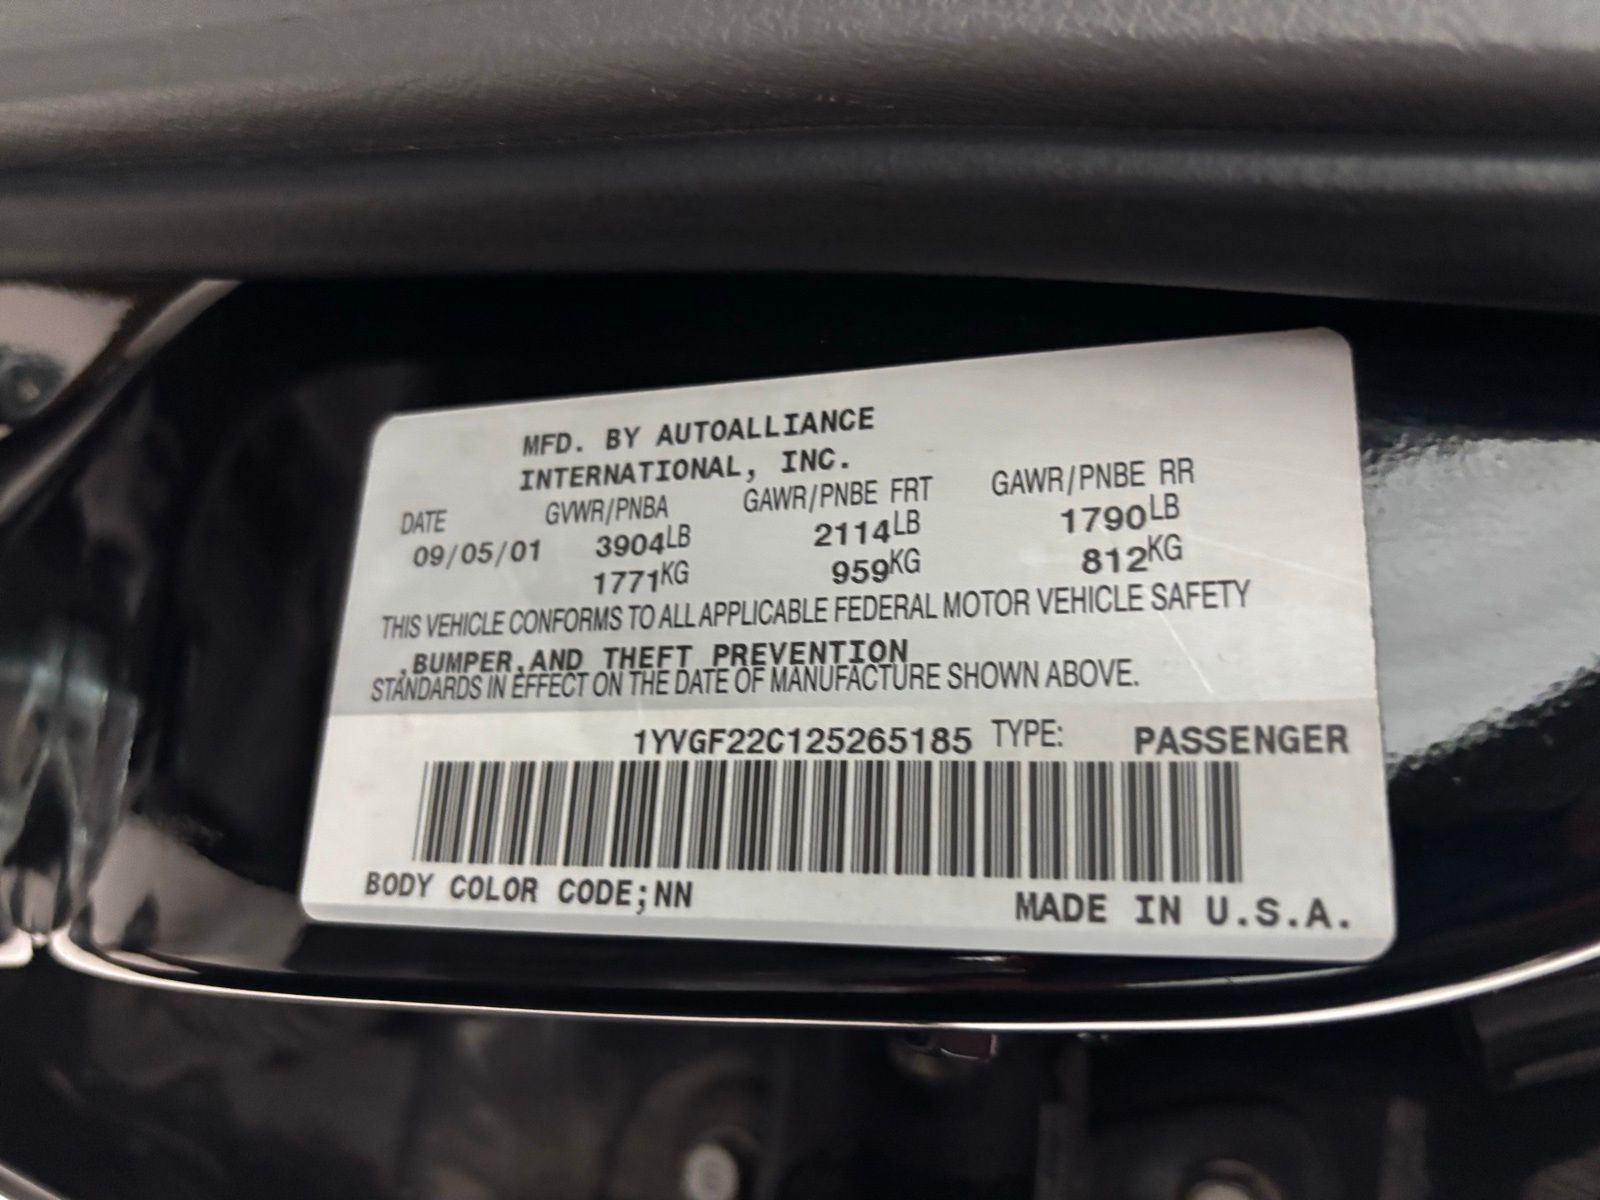 MFD. BY AUTOALLIANCE
INTERNATIONAL, INC.
DATE GVWR/PNBA GAWR/PNBE FRT GAWR/PNBE RR
09/05/01 3904LB 2114LB 1790LB
1771KG 959KG 812KG
THIS VEHICLE CONFORMS TO ALL APPLICABLE FEDERAL MOTOR VEHICLE SAFETY
,BUMPER,AND THEFT PREVENTION
STANDARDS IN EFFECT ON THE DATE OF MANUFACTURE SHOWN ABOVE.
1YVGF22C125265185 TYPE: PASSENGER
BODY COLOR CODE;NN MADE IN U.S.A.